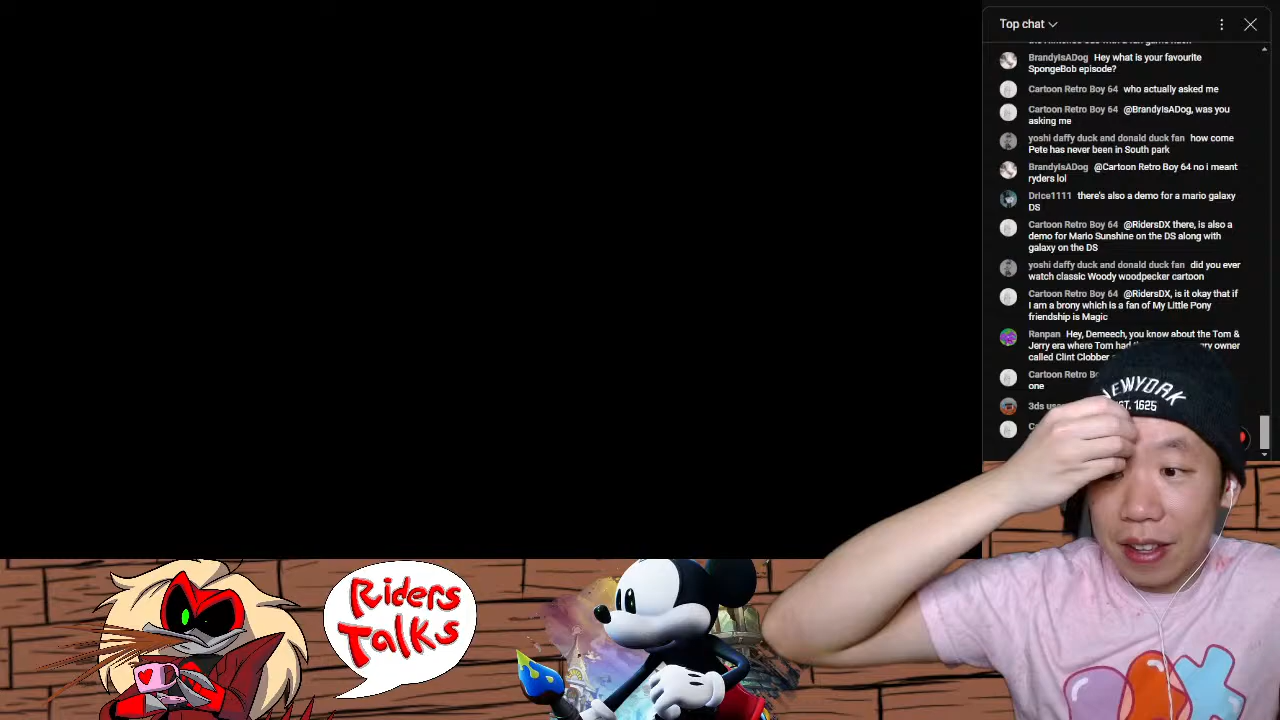 Top chat
BrandyIsADog Hey what is your favourite
SpongeBob episode?
Cartoon Retro Boy 64 who actually asked me
Cartoon Retro Boy 64 @BrandyIsADog, was you
asking me
yoshi daffy duck and donald duck fan how come
Pete has never been in South park
BrandyIsADog @Cartoon Retro Boy 64 no i meant
ryders lol
Drice1111 there's also a demo for a mario galaxy
DS
Cartoon Retro Boy 64 @RidersDX there, is also a
demo for Mario Sunshine on the DS along with
galaxy on the DS
yoshi daffy duck and donald duck fan did you ever
watch classic Woody woodpecker cartoon
Cartoon Retro Boy 64 @RidersDX, is it okay that if
I am a brony which is a fan of My Little Pony
friendship is Magic
Ranpan Hey, Demeech, you know about the Tom &
Jerry era where Tom had owner
called Clint Clobber
Cartoon Retro
one
3ds
NEWYORK
EST. 1625
Riders
Talks